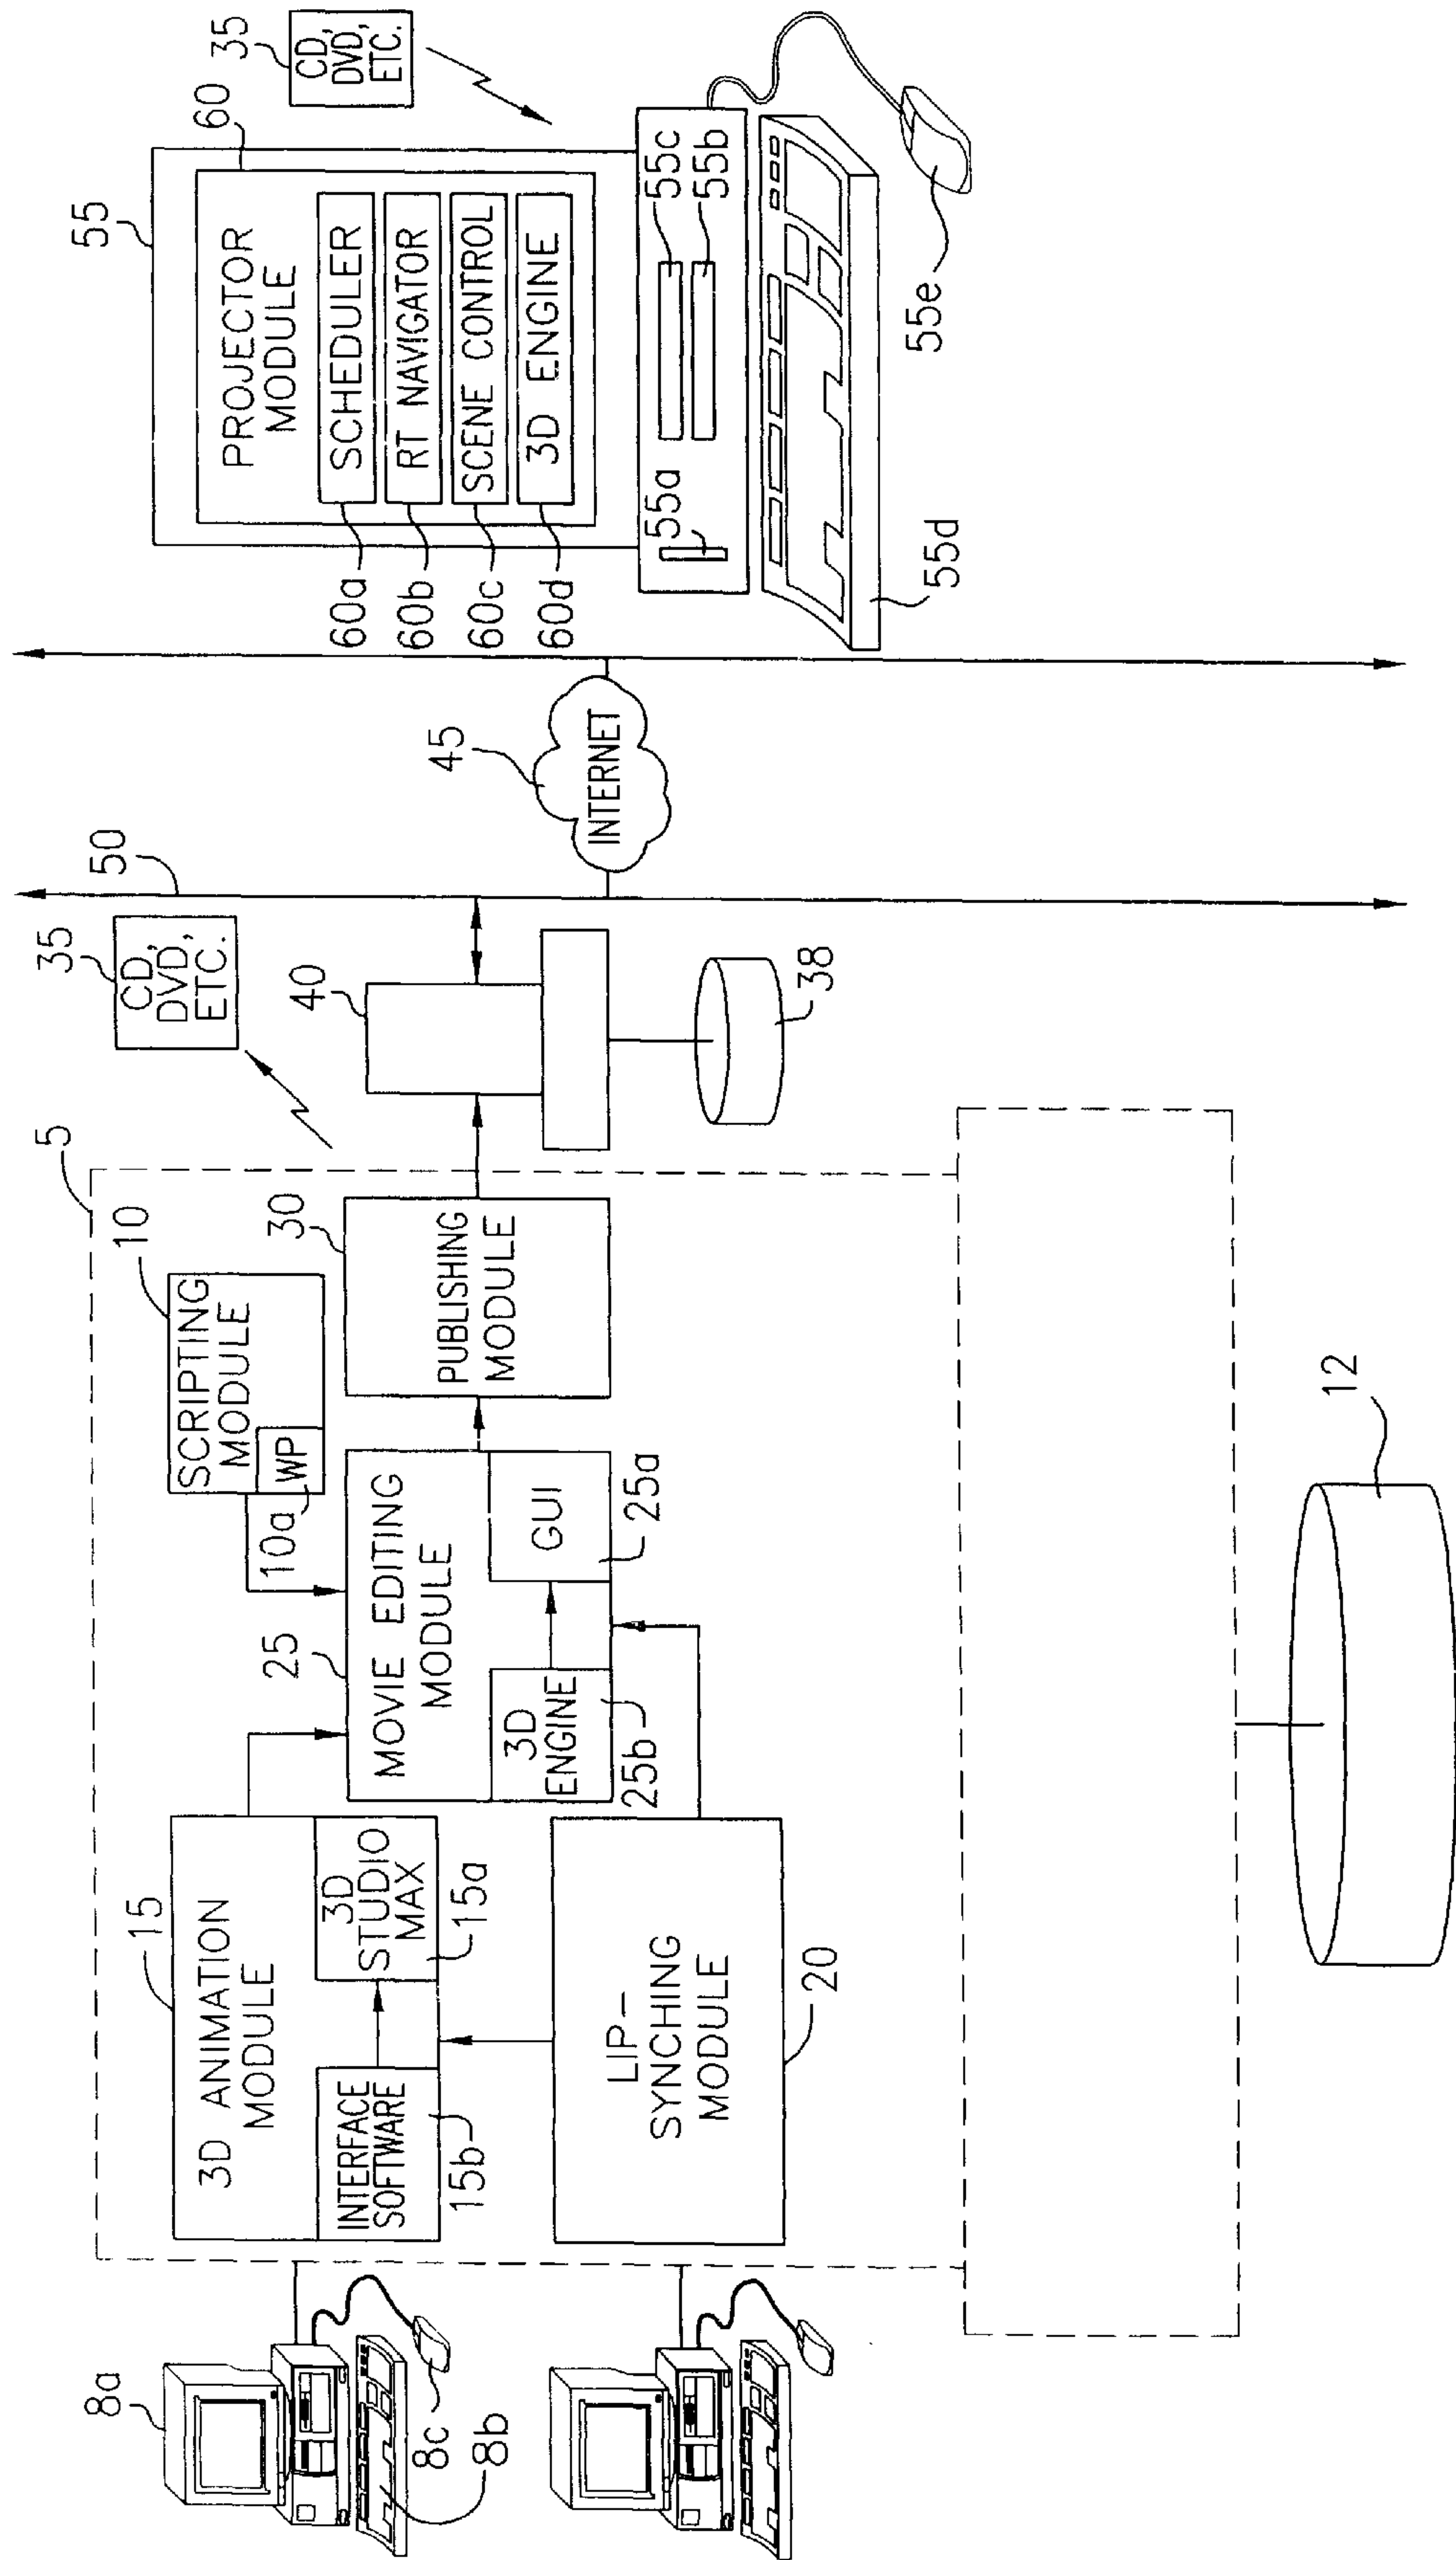 8a
8c
8b
5
15
3D ANIMATION
MODULE
INTERFACE
SOFTWARE
15b
3D
STUDIO
MAX
15a
LIP-
SYNCHING
MODULE
20
10
SCRIPTING
MODULE
WP
10a
25
MOVIE EDITING
MODULE
3D
ENGINE
25b
GUI
25a
30
PUBLISHING
MODULE
12
35
CD,
DVD,
ETC.
40
38
50
45
INTERNET
55
60
PROJECTOR
MODULE
SCHEDULER
RT NAVIGATOR
SCENE CONTROL
3D ENGINE
60a
60b
60c
60d
35
CD,
DVD,
ETC.
55a
55c
55b
55d
55e